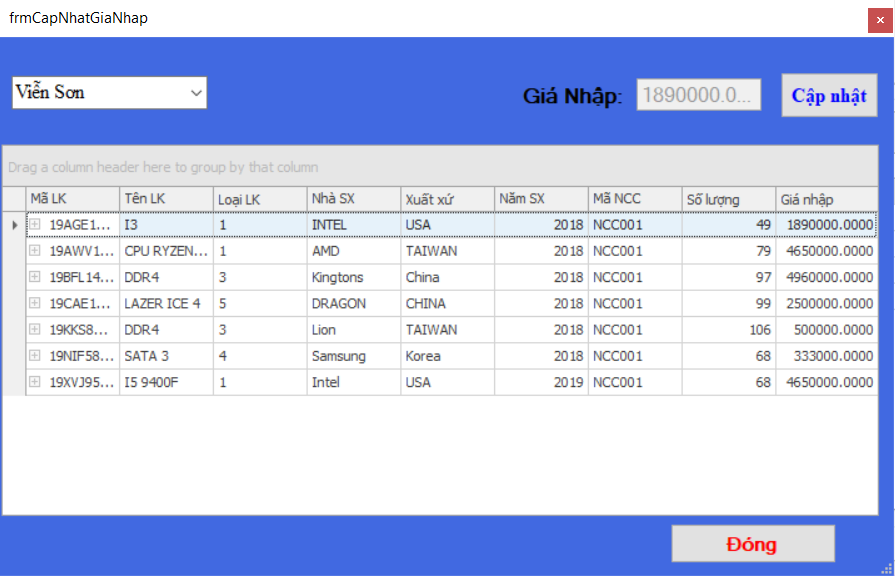 frmCapNhatGiaNhap
Viễn Sơn
Giá Nhập: 1890000.0... Cập nhật
Drag a column header here to group by that column
Mã LK Tên LK Loại LK Nhà SX Xuất xứ Năm SX Mã NCC Số lượng Giá nhập
19AGE1... I3 1 INTEL USA 2018 NCC001 49 1890000.0000
19AWV1... CPU RYZEN... 1 AMD TAIWAN 2018 NCC001 79 4650000.0000
19BFL14... DDR4 3 Kingtons China 2018 NCC001 97 4960000.0000
19CAE1... LAZER ICE 4 5 DRAGON CHINA 2018 NCC001 99 2500000.0000
19KKS8... DDR4 3 Lion TAIWAN 2018 NCC001 106 500000.0000
19NIF58... SATA 3 4 Samsung Korea 2018 NCC001 68 333000.0000
19XVJ95... I5 9400F 1 Intel USA 2019 NCC001 68 4650000.0000
Đóng